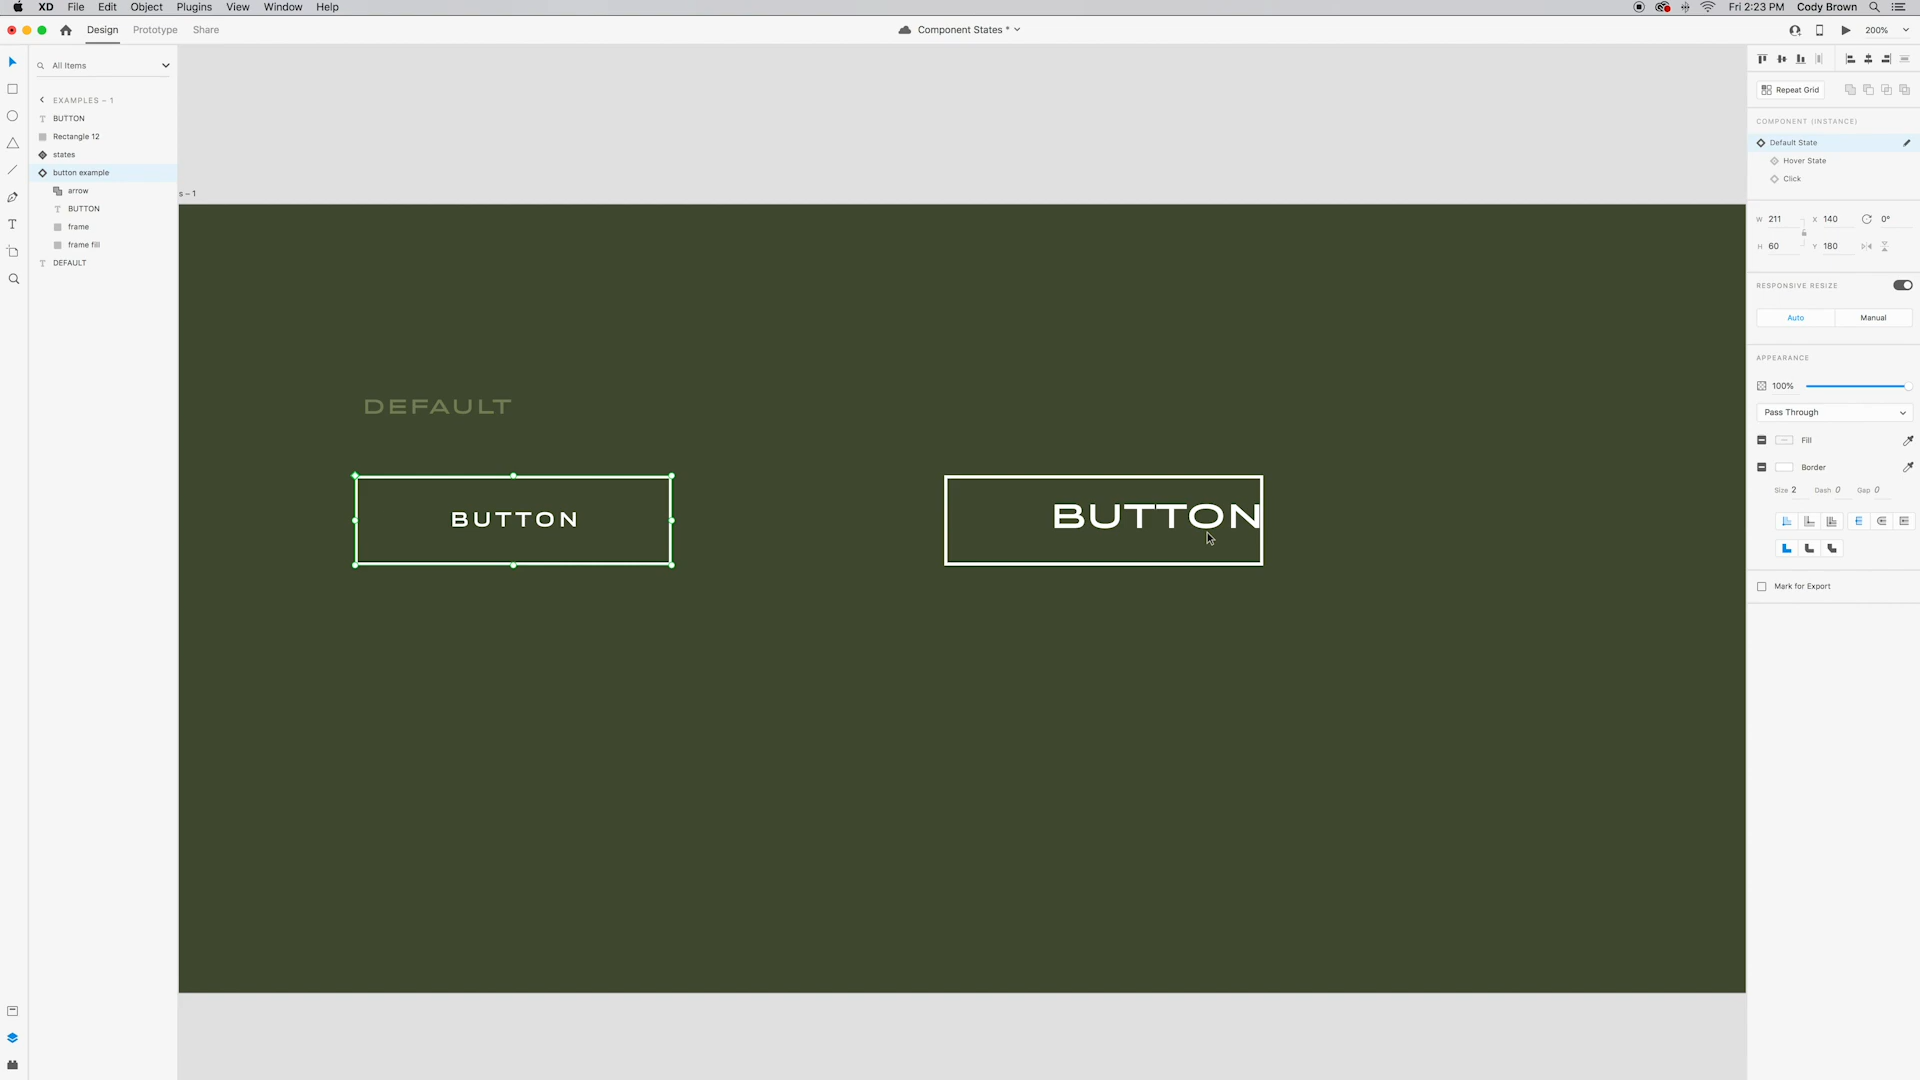 XD File Edit Object Plugins View Window Help
Fri 2:23 PM Cody Brown
Design Prototype Share
Component States *
200%
All Items
EXAMPLES – 1
BUTTON
Rectangle 12
states
button example
arrow
BUTTON
frame
frame fill
DEFAULT
s – 1
DEFAULT
BUTTON
BUTTON
Repeat Grid
COMPONENT (INSTANCE)
Default State
Hover State
Click
W 211 X 140 0°
H 60 Y 180
RESPONSIVE RESIZE
Auto Manual
APPEARANCE
100%
Pass Through
Fill
Border
Size 2 Dash 0 Gap 0
Mark for Export